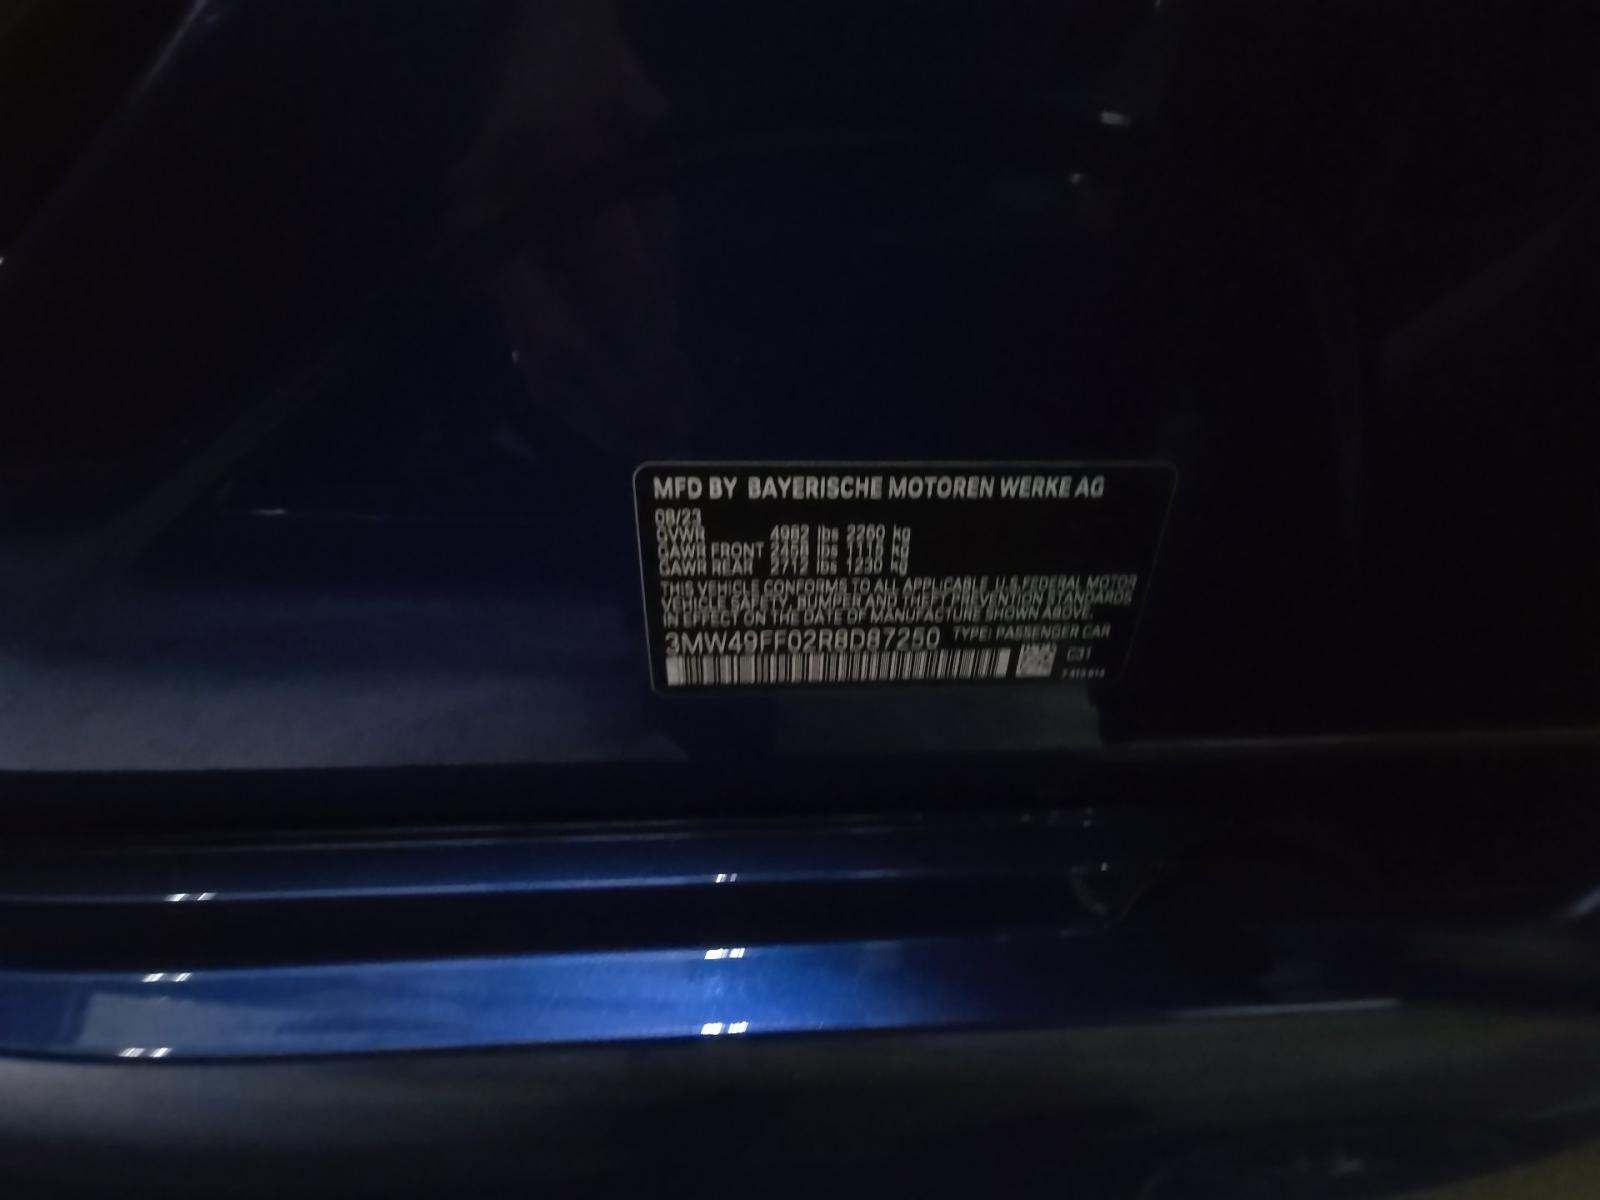 MFD BY BAYERISCHE MOTOREN WERKE AG
08/23
GVWR 4982 lbs 2260 kg
GAWR FRONT 2458 lbs 1115 kg
GAWR REAR 2712 lbs 1230 kg
THIS VEHICLE CONFORMS TO ALL APPLICABLE U.S. FEDERAL MOTOR
VEHICLE SAFETY, BUMPER, AND THEFT PREVENTION STANDARDS
IN EFFECT ON THE DATE OF MANUFACTURE SHOWN ABOVE.
3MW49FF02R8D87250 TYPE: PASSENGER CAR
C31